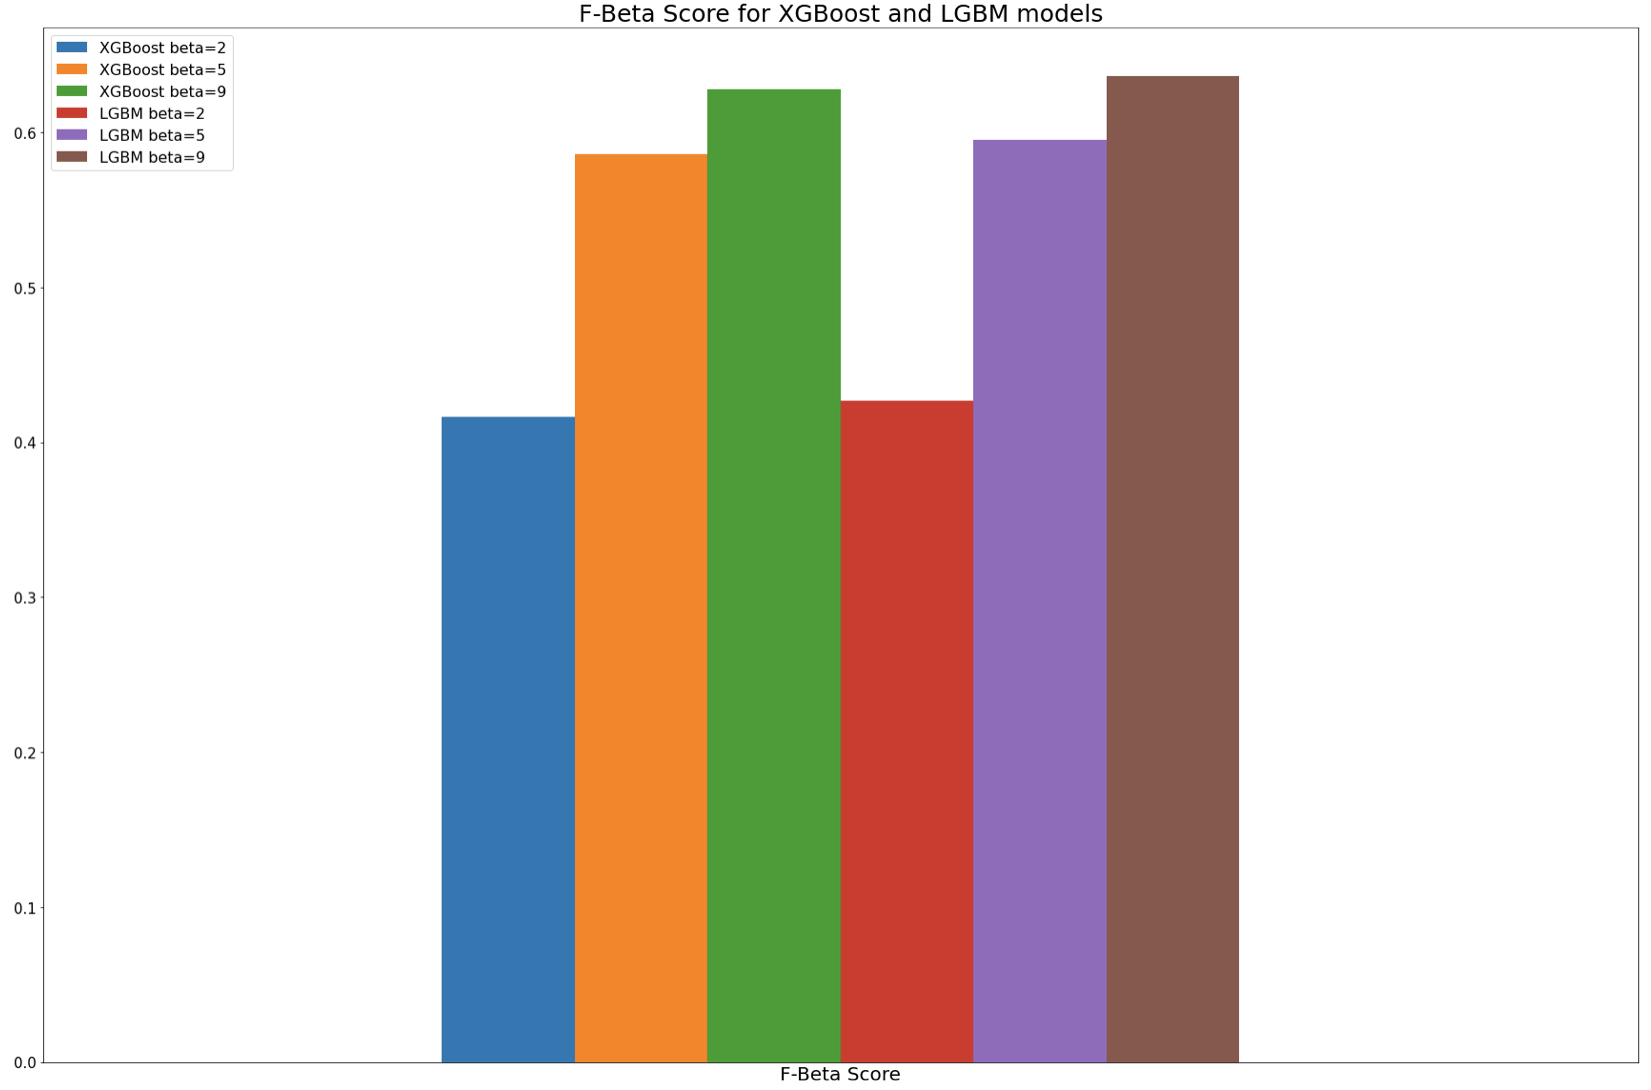 F-Beta Score for XGBoost and LGBM models
XGBoost beta=2
XGBoost beta=5
XGBoost beta=9
LGBM beta=2
LGBM beta=5
LGBM beta=9
0.6
0.5
0.4
0.3
0.2
0.1
0.0
F-Beta Score